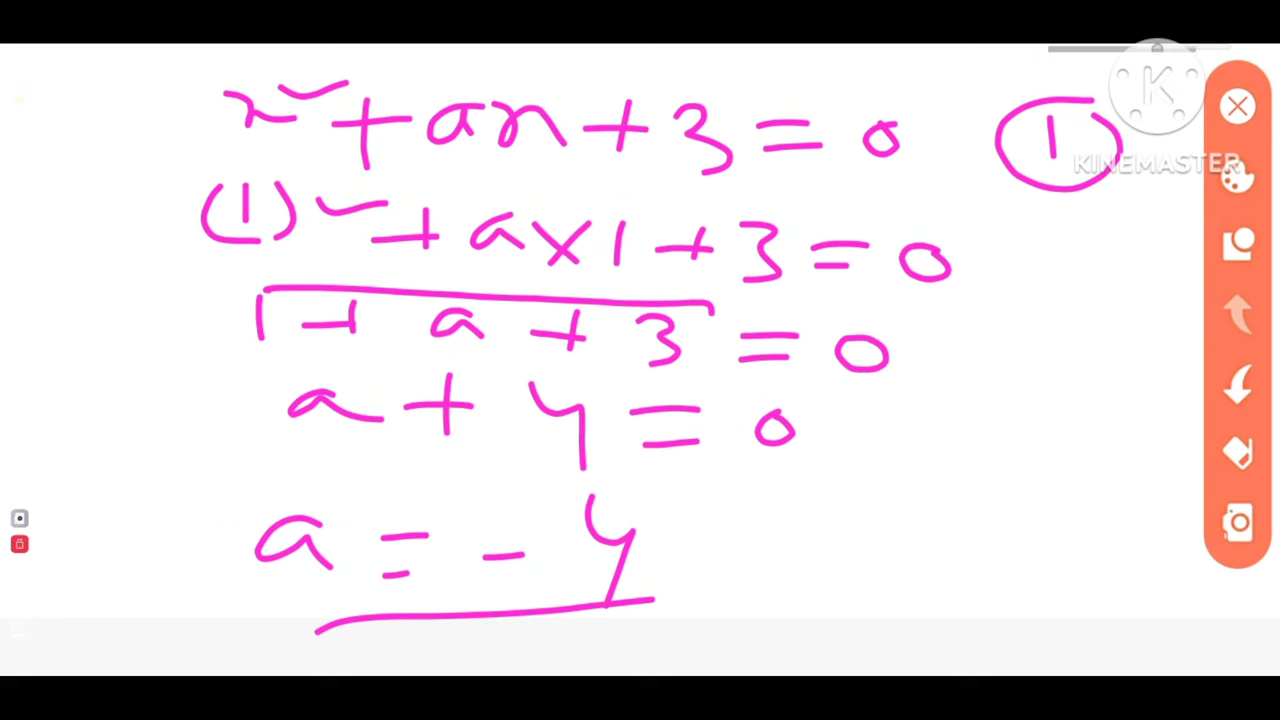 x² + ax + 3 = 0 ①
KINEMASTER
(1)² + a × 1 + 3 = 0
1 + a + 3 = 0
a + 4 = 0
a = - 4